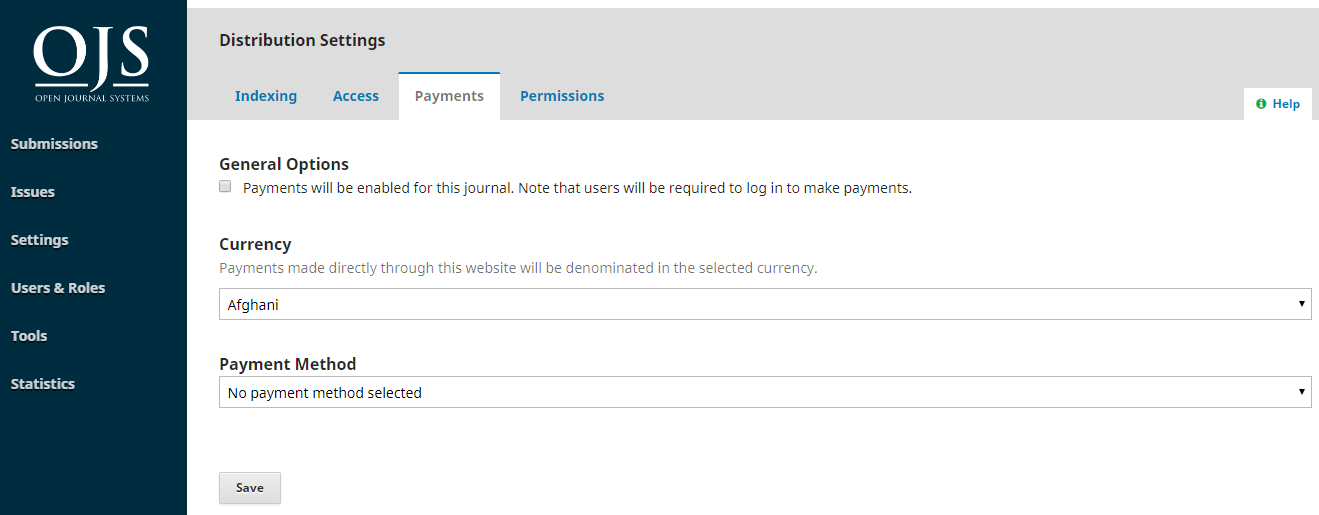 OJS
OPEN JOURNAL SYSTEMS
Submissions
Issues
Settings
Users & Roles
Tools
Statistics
Distribution Settings
Indexing Access Payments Permissions
Help
General Options
Payments will be enabled for this journal. Note that users will be required to log in to make payments.
Currency
Payments made directly through this website will be denominated in the selected currency.
Afghani
Payment Method
No payment method selected
Save